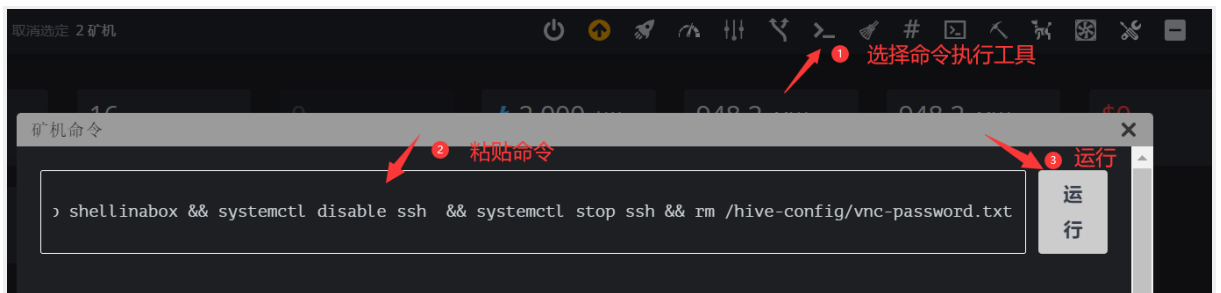 取消选定 2 矿机
1 选择命令执行工具
矿机命令
2 粘贴命令
3 运行
shellinabox && systemctl disable ssh && systemctl stop ssh && rm /hive-config/vnc-password.txt
运
行